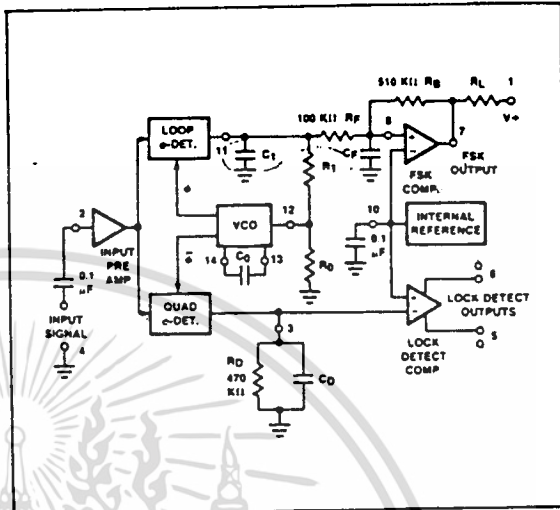 510 KΩ RB
RL
1
V+
100 KΩ RF
8
7
LOOP
φ-DET.
11
C1
CF
FSK
COMP.
FSK
OUTPUT
R1
φ
2
VCO
12
10
INTERNAL
REFERENCE
INPUT
PRE
AMP
φ̄
14
C0
13
0.1
μF
R0
0.1
μF
6
Q̄
LOCK DETECT
OUTPUTS
INPUT
SIGNAL
4
QUAD
φ-DET.
3
5
Q
LOCK
DETECT
COMP
RD
470
KΩ
CD